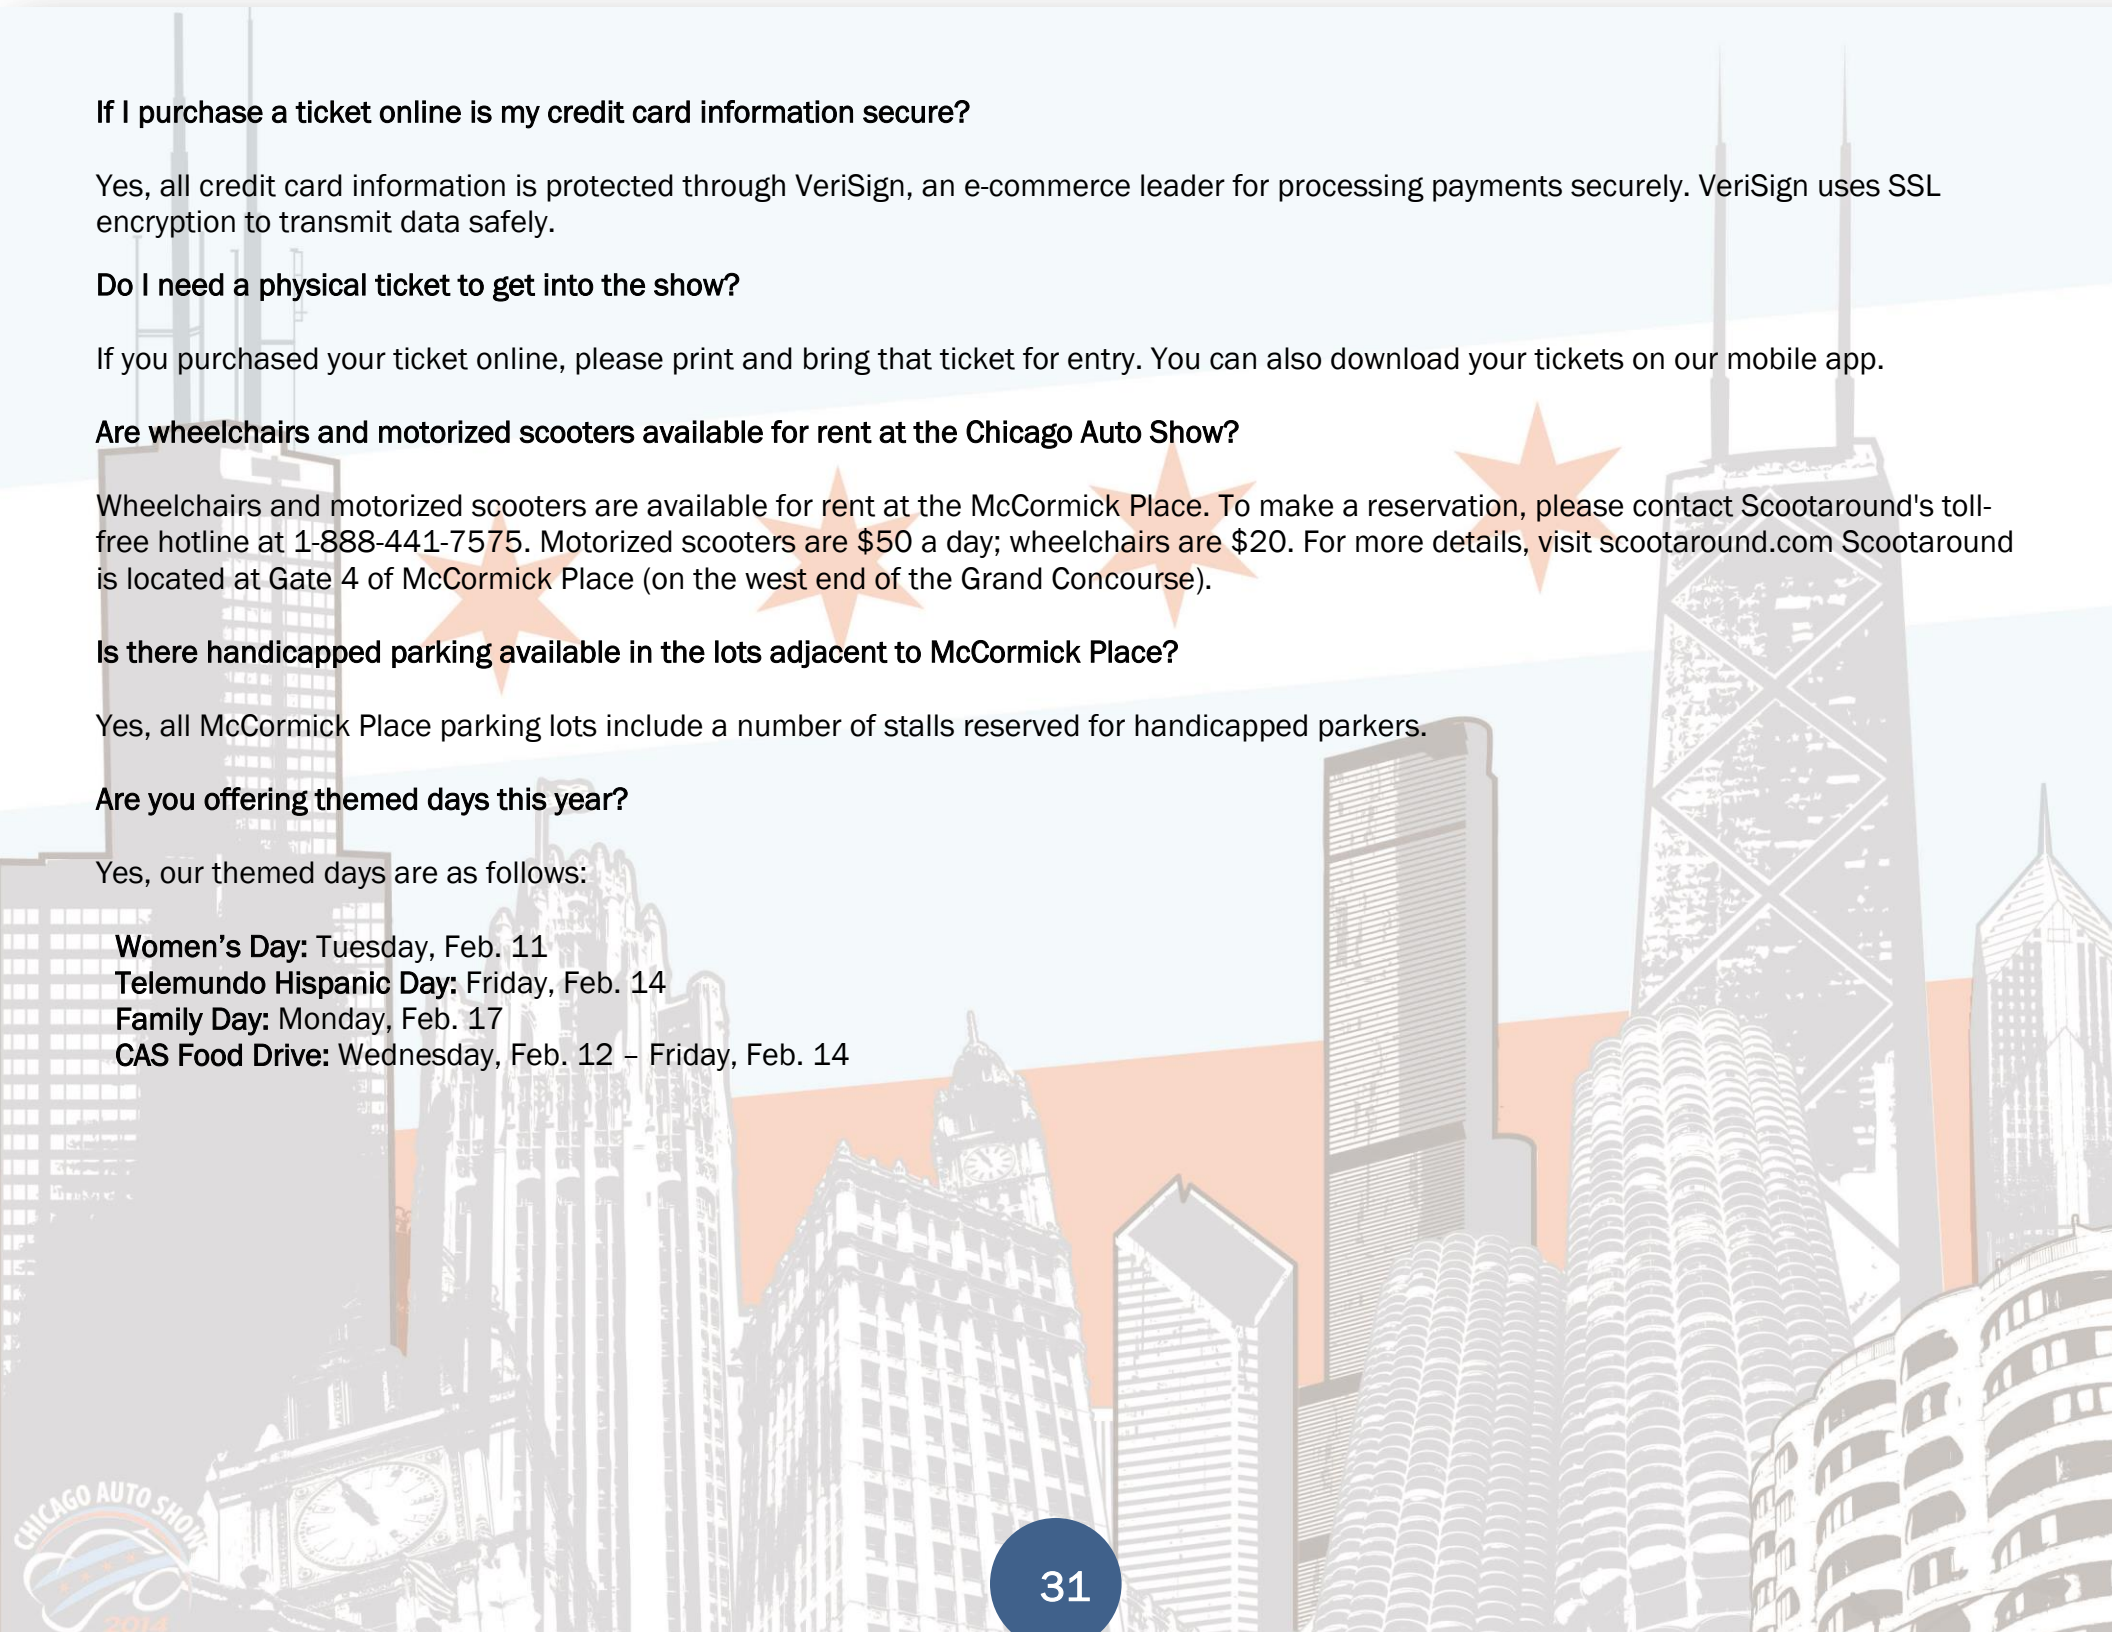 If I purchase a ticket online is my credit card information secure?
Yes, all credit card information is protected through VeriSign, an e-commerce leader for processing payments securely. VeriSign uses SSL
encryption to transmit data safely.
Do I need a physical ticket to get into the show?
If you purchased your ticket online, please print and bring that ticket for entry. You can also download your tickets on our mobile app.
Are wheelchairs and motorized scooters available for rent at the Chicago Auto Show?
Wheelchairs and motorized scooters are available for rent at the McCormick Place. To make a reservation, please contact Scootaround's toll-
free hotline at 1-888-441-7575. Motorized scooters are $50 a day; wheelchairs are $20. For more details, visit scootaround.com Scootaround
is located at Gate 4 of McCormick Place (on the west end of the Grand Concourse).
Is there handicapped parking available in the lots adjacent to McCormick Place?
Yes, all McCormick Place parking lots include a number of stalls reserved for handicapped parkers.
Are you offering themed days this year?
Yes, our themed days are as follows:
Women’s Day: Tuesday, Feb. 11
Telemundo Hispanic Day: Friday, Feb. 14
Family Day: Monday, Feb. 17
CAS Food Drive: Wednesday, Feb. 12 – Friday, Feb. 14
CHICAGO AUTO SHOW
2014
31